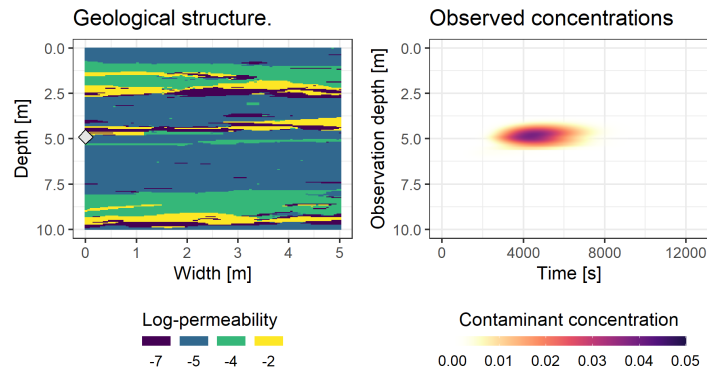 Geological structure.
Observed concentrations
Depth [m]
0.0
2.5
5.0
7.5
10.0
0 1 2 3 4 5
Width [m]
Observation depth [m]
0.0
2.5
5.0
7.5
10.0
4000 8000 12000
Time [s]
Log-permeability
-7 -5 -4 -2
Contaminant concentration
0.00 0.01 0.02 0.03 0.04 0.05